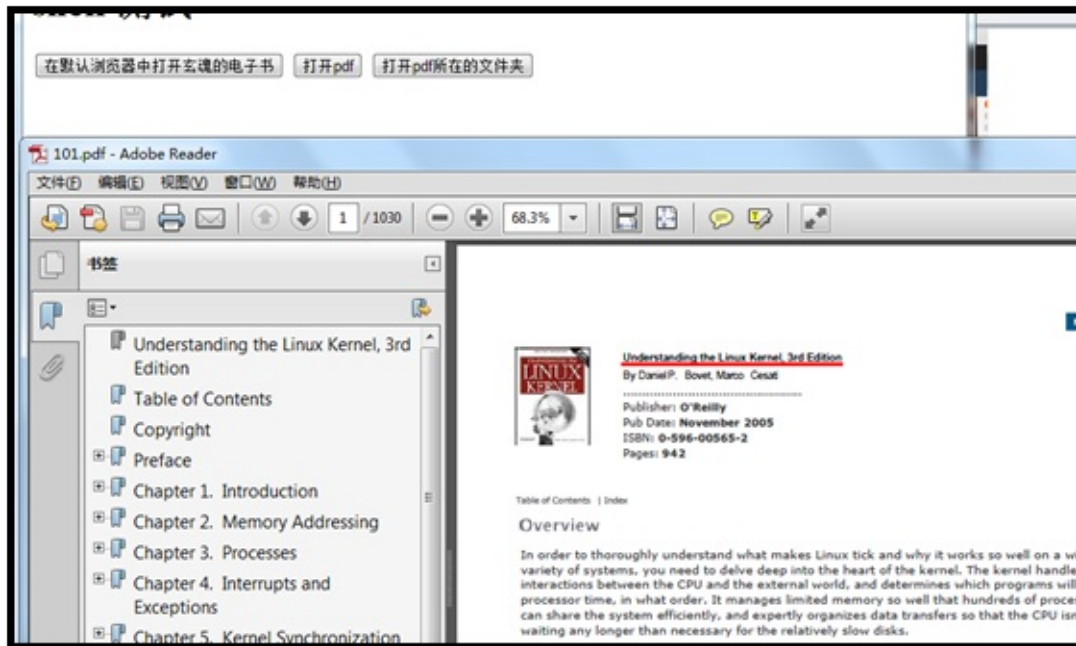 在默认浏览器中打开玄魂的电子书 打开pdf 打开pdf所在的文件夹
101.pdf - Adobe Reader
文件(F) 编辑(E) 视图(V) 窗口(W) 帮助(H)
1 / 1030 68.3%
书签
Understanding the Linux Kernel, 3rd
Edition
Table of Contents
Copyright
Preface
Chapter 1. Introduction
Chapter 2. Memory Addressing
Chapter 3. Processes
Chapter 4. Interrupts and
Exceptions
Chapter 5. Kernel Synchronization
LINUX
KERNEL
Understanding the Linux Kernel, 3rd Edition
By Daniel P. Bovet, Marco Cesati
Publisher: O'Reilly
Pub Date: November 2005
ISBN: 0-596-00565-2
Pages: 942
Table of Contents | Index
Overview
In order to thoroughly understand what makes Linux tick and why it works so well on a
variety of systems, you need to delve deep into the heart of the kernel. The kernel handle
interactions between the CPU and the external world, and determines which programs will
processor time, in what order. It manages limited memory so well that hundreds of proce
can share the system efficiently, and expertly organizes data transfers so that the CPU isn
waiting any longer than necessary for the relatively slow disks.